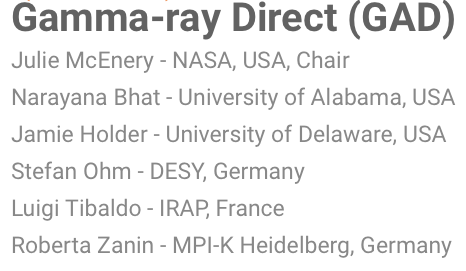 Gamma-ray Direct (GAD)
Julie McEnery - NASA, USA, Chair
Narayana Bhat - University of Alabama, USA
Jamie Holder - University of Delaware, USA
Stefan Ohm - DESY, Germany
Luigi Tibaldo - IRAP, France
Roberta Zanin - MPI-K Heidelberg, Germany